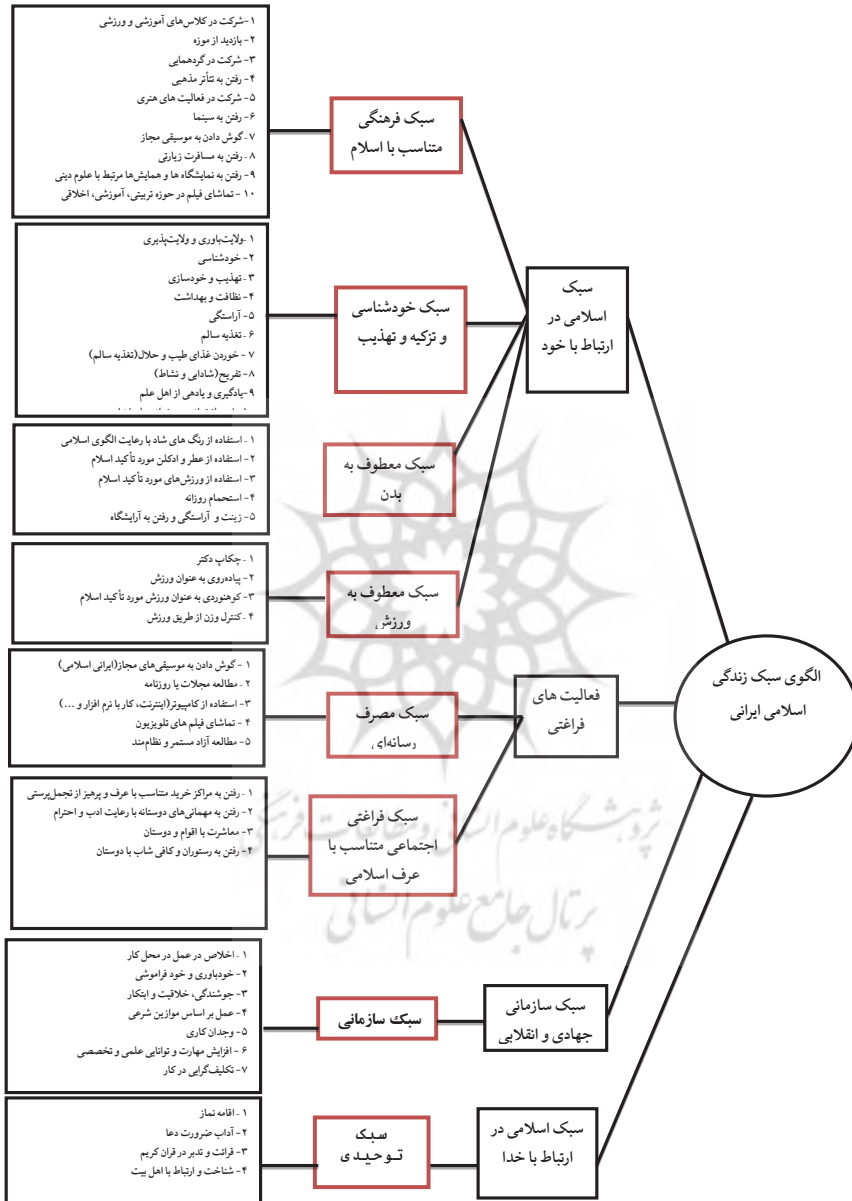 الگوی سبک زندگی
اسلامی ایرانی
سبک
اسلامی در
ارتباط با خود
سبک فرهنگی
متناسب با اسلام
۱-شرکت در کلاس‌های آموزشی و ورزشی
۲- بازدید از موزه
۳- شرکت در گردهمایی
۴- رفتن به تئاتر مذهبی
۵- شرکت در فعالیت های هنری
۶- رفتن به سینما
۷ - گوش دادن به موسیقی مجاز
۸ - رفتن به مسافرت زیارتی
۹- رفتن به نمایشگاه ها و همایش‌ها مرتبط با علوم دینی
۱۰ - تماشای فیلم در حوزه تربیتی، آموزشی، اخلاقی
سبک خودشناسی
و تزکیه و تهذیب
۱ -ولایت‌باوری و ولایت‌پذیری
۲- خودشناسی
۳ - تهذیب و خودسازی
۴- نظافت و بهداشت
۵- آراستگی
۶ - تغذیه سالم
۷ - خوردن غذای طیب و حلال(تغذیه سالم)
۸ - تفریح(شادابی و نشاط)
۹-یادگیری و یادهی از اهل علم
سبک معطوف به
بدن
۱ - استفاده از رنگ های شاد با رعایت الگوی اسلامی
۲- استفاده از عطر و ادکلن مورد تأکید اسلام
۳- استفاده از ورزش‌های مورد تأکید اسلام
۴- استحمام روزانه
۵- زینت و آراستگی و رفتن به آرایشگاه
سبک معطوف به
ورزش
۱ - چکاپ دکتر
۲- پیاده‌روی به عنوان ورزش
۳- کوهنوردی به عنوان ورزش مورد تأکید اسلام
۴ - کنترل وزن از طریق ورزش
فعالیت های
فراغتی
سبک مصرف
رسانه‌ای
۱ - گوش دادن به موسیقی‌های مجاز(ایرانی اسلامی)
۲ - مطالعه مجلات یا روزنامه
۳- استفاده از کامپیوتر(اینترنت، کار با نرم افزار و ...)
۴ - تماشای فیلم های تلویزیون
۵- مطالعه آزاد مستمر و نظام‌مند
سبک فراغتی
اجتماعی متناسب با
عرف اسلامی
۱ - رفتن به مراکز خرید متناسب با عرف و پرهیز از تجمل‌پرستی
۲- رفتن به مهمانی‌های دوستانه با رعایت ادب و احترام
۳- معاشرت با اقوام و دوستان
۴- رفتن به رستوران و کافی شاب با دوستان
سبک سازمانی
جهادی و انقلابی
سبک سازمانی
۱ - اخلاص در عمل در محل کار
۲- خودباوری و خود فراموشی
۳- جوشندگی، خلاقیت و ابتکار
۴- عمل بر اساس موازین شرعی
۵- وجدان کاری
۶ - افزایش مهارت و توانایی علمی و تخصصی
۷- تکلیف‌گرایی در کار
سبک اسلامی در
ارتباط با خدا
سبک
توحیدی
۱ - اقامه نماز
۲- آداب ضرورت دعا
۳- قرائت و تدبر در قران کریم
۴- شناخت و ارتباط با اهل بیت
پژوهشگاه علوم انسانی و مطالعات فرهنگی
پرتال جامع علوم انسانی